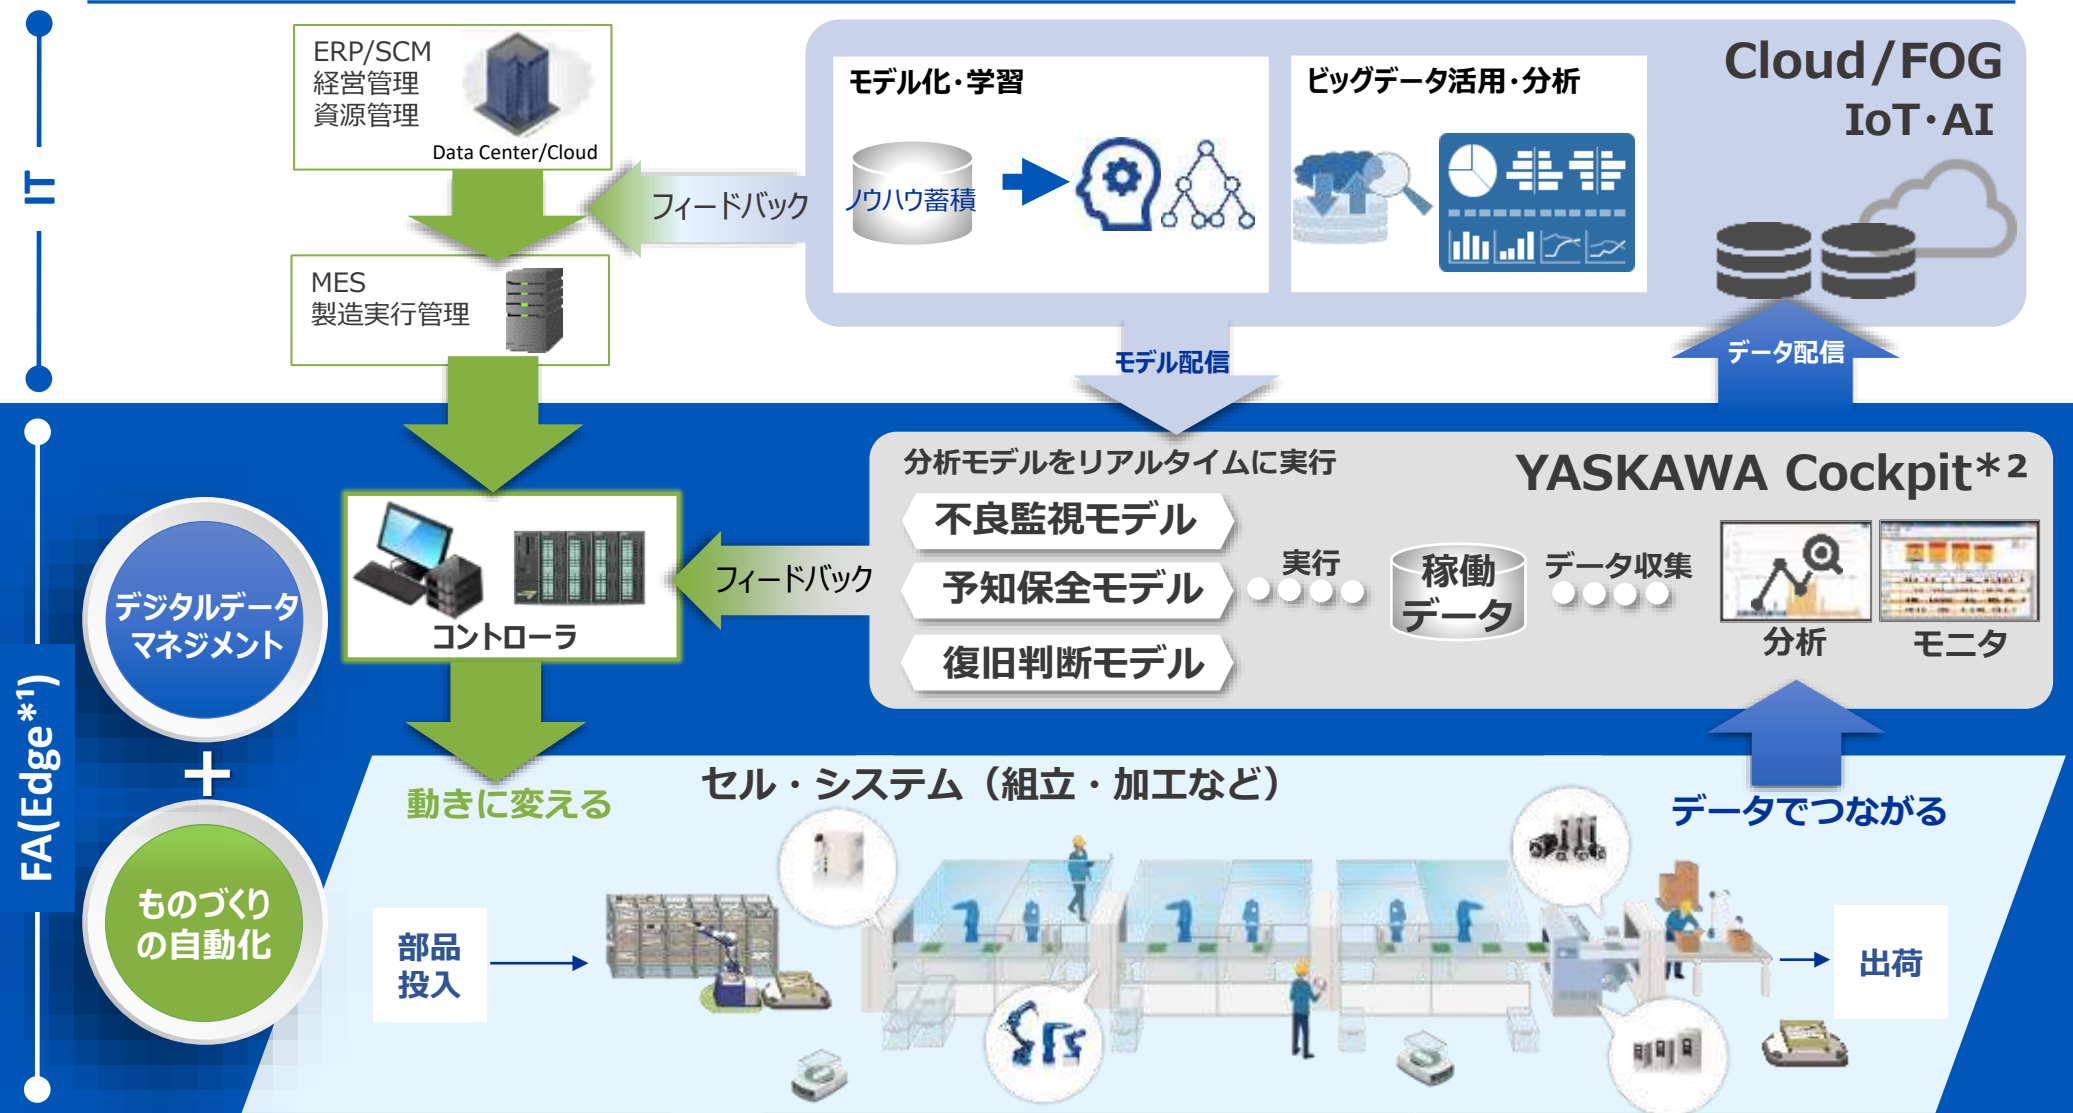 IT
ERP/SCM
経営管理
資源管理
Data Center/Cloud
フィードバック
モデル化・学習
ノウハウ蓄積
ビッグデータ活用・分析
Cloud/FOG
IoT・AI
MES
製造実行管理
モデル配信
データ配信
FA(Edge*1)
デジタルデータ
マネジメント
+
ものづくり
の自動化
コントローラ
フィードバック
分析モデルをリアルタイムに実行
YASKAWA Cockpit*2
不良監視モデル
予知保全モデル
復旧判断モデル
実行
稼働
データ
データ収集
分析
モニタ
動きに変える
セル・システム（組立・加工など）
データでつながる
部品
投入
出荷